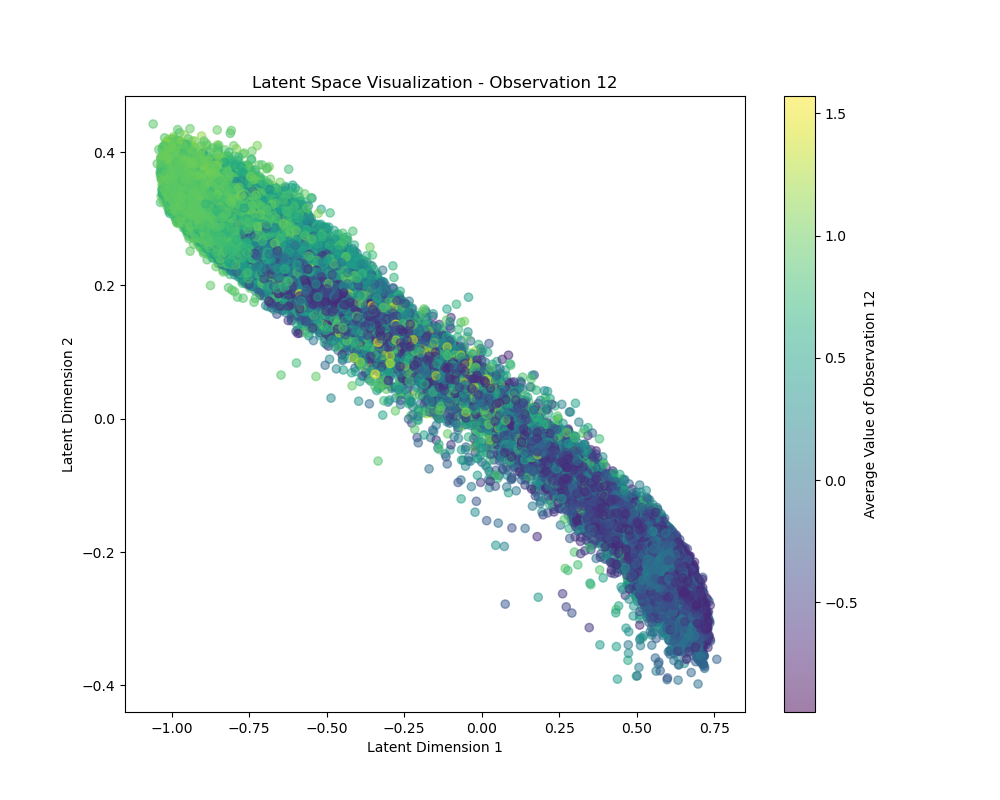 Latent Space Visualization - Observation 12
Latent Dimension 2
0.4
0.2
0.0
−0.2
−0.4
−1.00 −0.75 −0.50 −0.25 0.00 0.25 0.50 0.75
Latent Dimension 1
1.5
1.0
0.5
0.0
−0.5
Average Value of Observation 12